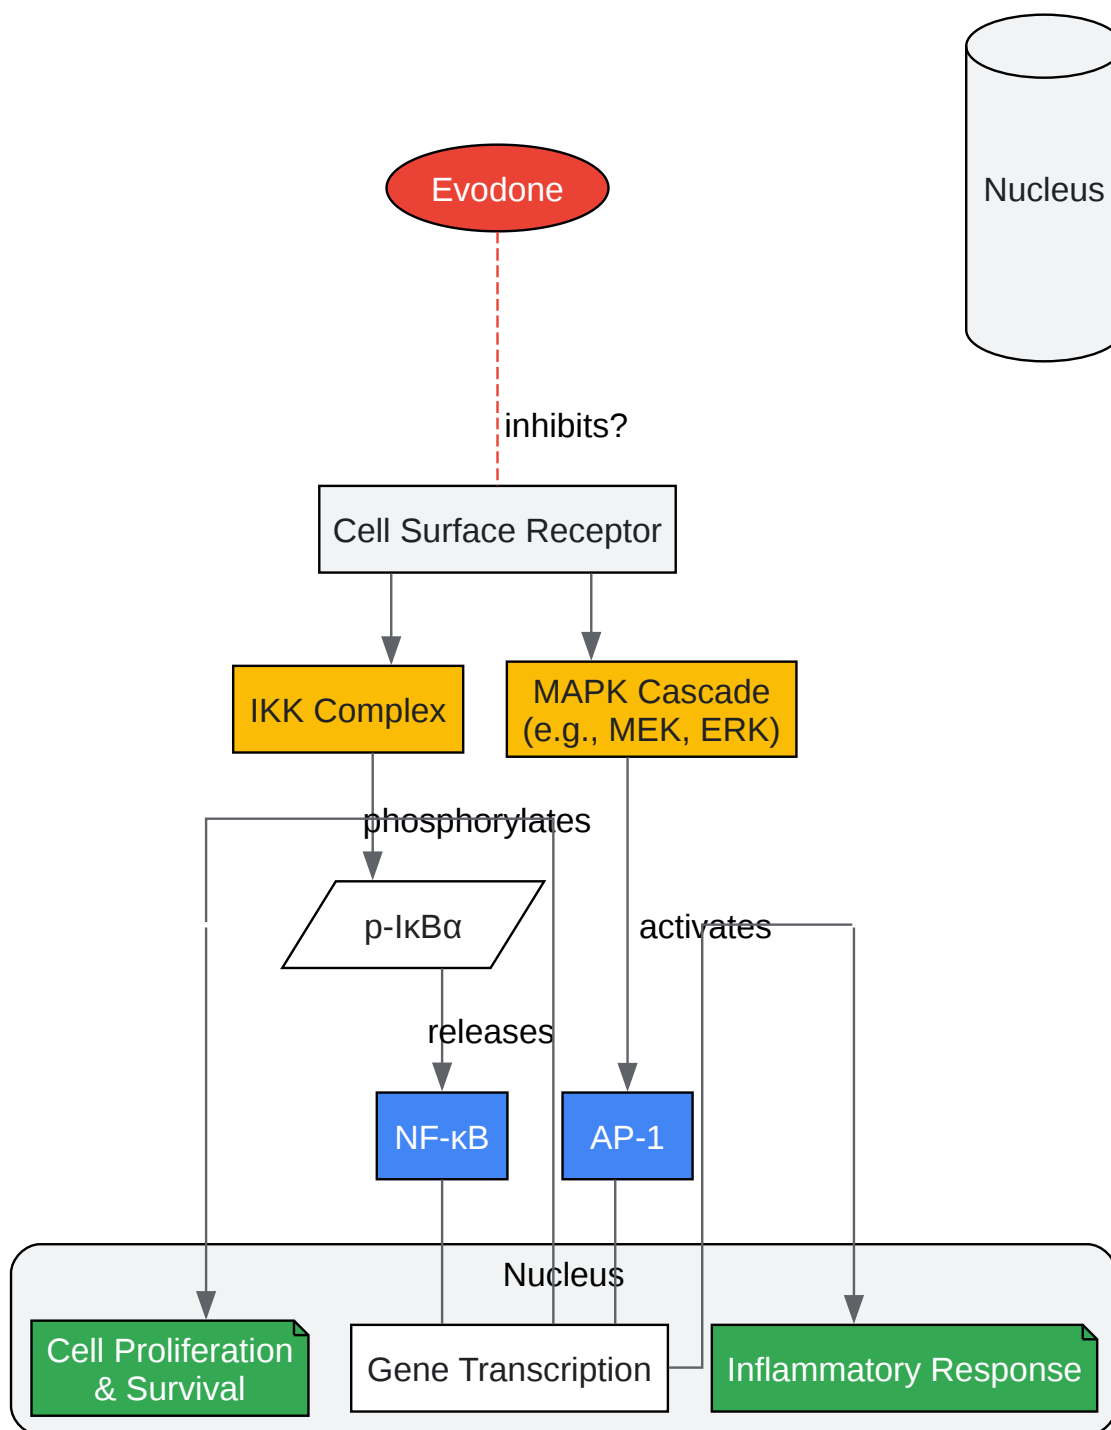 Evodone
Nucleus
inhibits?
Cell Surface Receptor
IKK Complex
MAPK Cascade
(e.g., MEK, ERK)
phosphorylates
p-IκBα
activates
releases
NF-κB
AP-1
Nucleus
Cell Proliferation
& Survival
Gene Transcription
Inflammatory Response